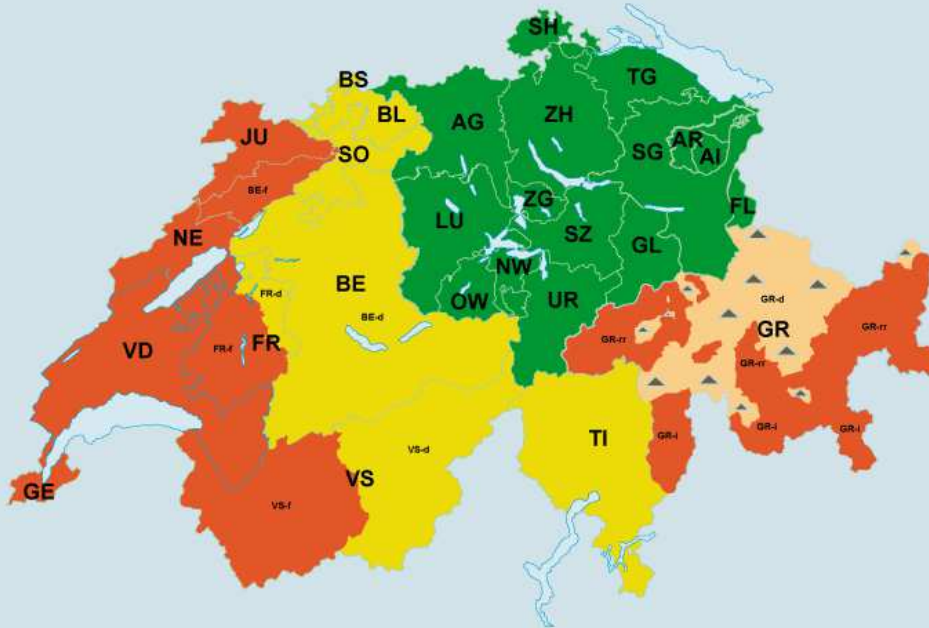 SH
TG
BS
BL
AG
ZH
JU
SO
SG
AR
AI
BE-f
ZG
FL
LU
NE
SZ
GL
NW
BE
FR-d
OW
UR
GR-d
BE-d
GR
GR-rr
VD
FR-f
FR
GR-rr
GR-rr
TI
GR-i
GR-i
GR-i
VS-d
VS
GE
VS-f